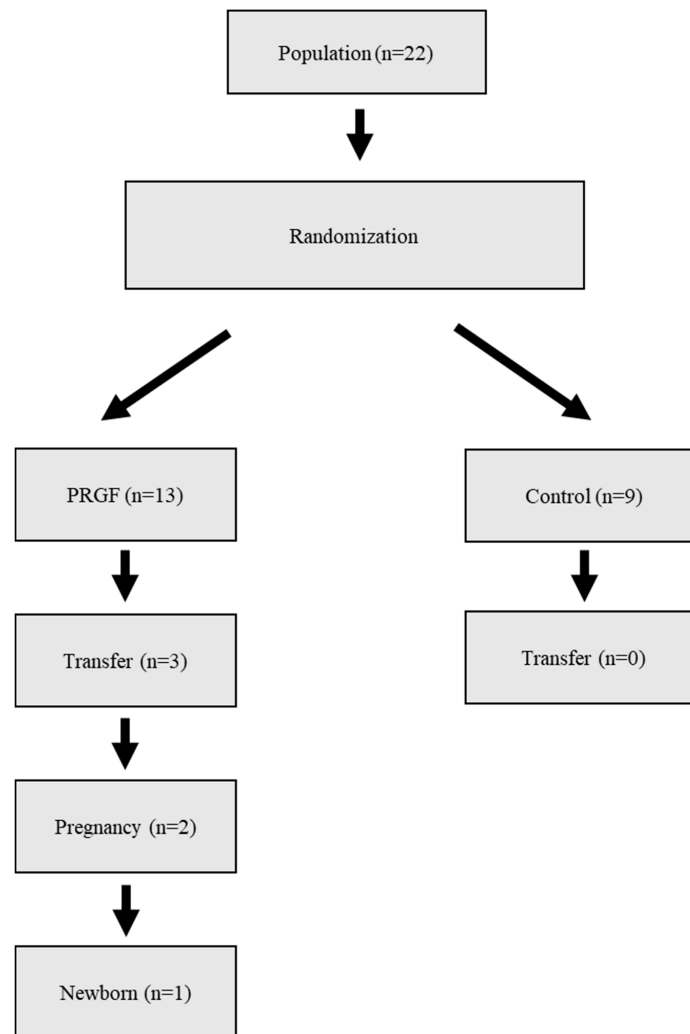 Population (n=22)
Randomization
PRGF (n=13)
Control (n=9)
Transfer (n=3)
Transfer (n=0)
Pregnancy (n=2)
Newborn (n=1)